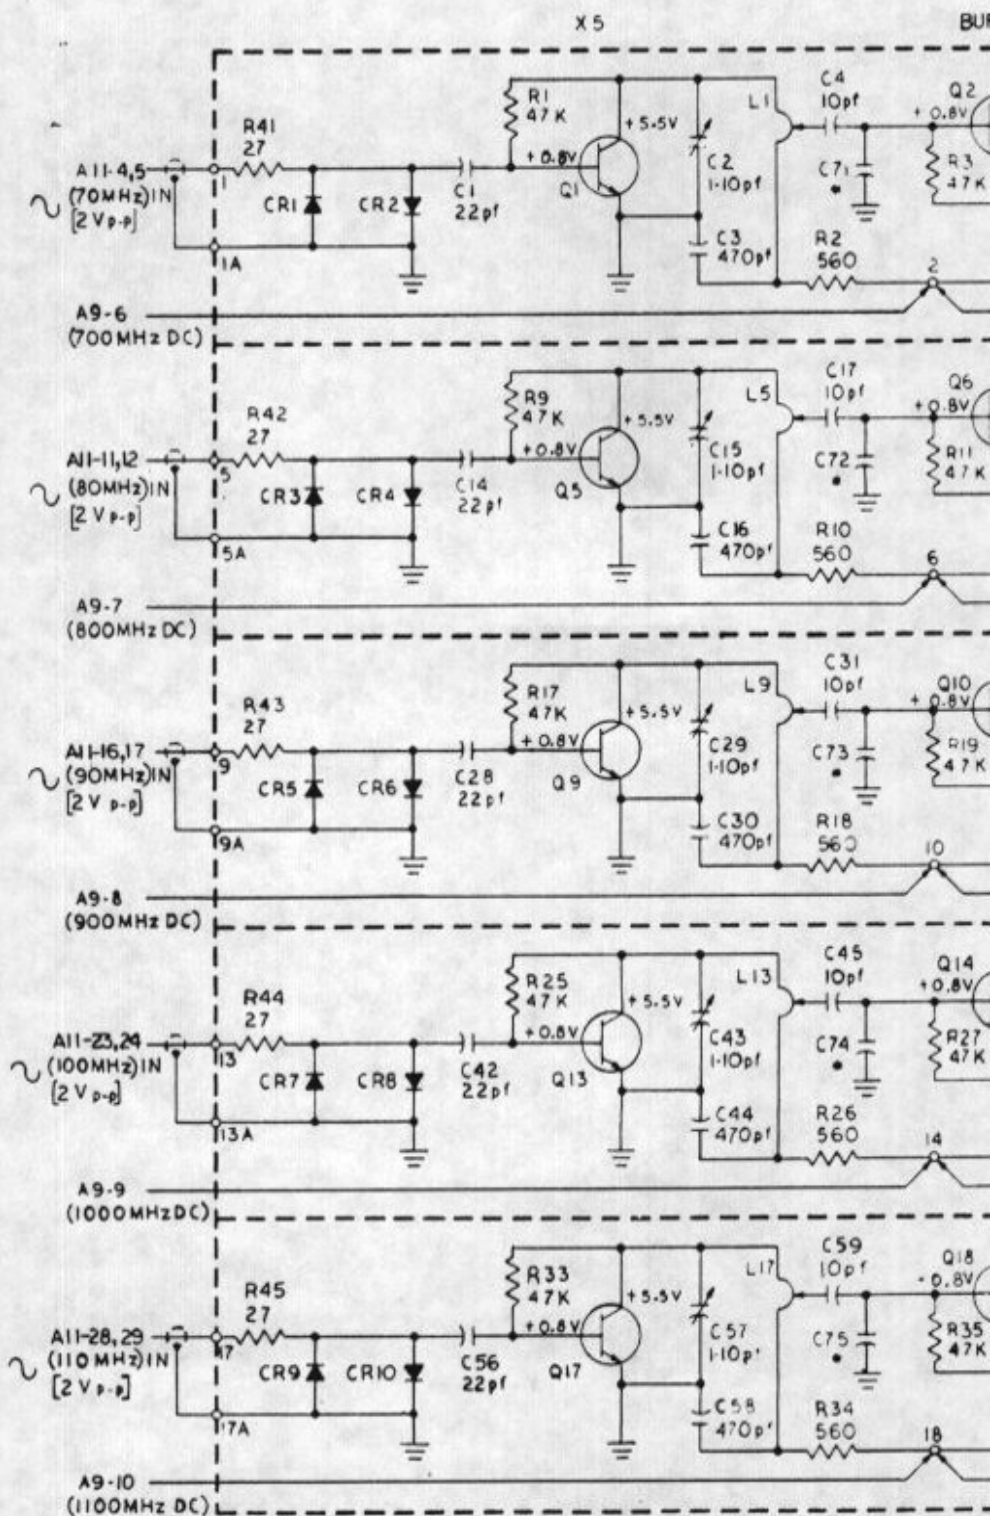 X5
BUF
R41
27
A11-4,5
(70MHz)IN
[2 V p-p]
1
1A
CR1
CR2
C1
22pf
R1
47K
+0.8V
Q1
+5.5V
C2
1-10pf
C3
470pf
L1
C4
10pf
C71
R2
560
2
Q2
+0.8V
R3
47K
A9-6
(700MHz DC)
R42
27
A11-11,12
(80MHz)IN
[2 V p-p]
5
5A
CR3
CR4
C14
22pf
R9
47K
+0.8V
Q5
+5.5V
C15
1-10pf
C16
470pf
L5
C17
10pf
C72
R10
560
6
Q6
+0.8V
R11
47K
A9-7
(800MHz DC)
R43
27
A11-16,17
(90MHz)IN
[2 V p-p]
9
9A
CR5
CR6
C28
22pf
R17
47K
+0.8V
Q9
+5.5V
C29
1-10pf
C30
470pf
L9
C31
10pf
C73
R18
560
10
Q10
+0.8V
R19
47K
A9-8
(900MHz DC)
R44
27
A11-23,24
(100MHz)IN
[2 V p-p]
13
13A
CR7
CR8
C42
22pf
R25
47K
+0.8V
Q13
+5.5V
C43
1-10pf
C44
470pf
L13
C45
10pf
C74
R26
560
14
Q14
+0.8V
R27
47K
A9-9
(1000MHz DC)
R45
27
A11-28,29
(110MHz)IN
[2 V p-p]
17
17A
CR9
CR10
C56
22pf
R33
47K
+0.8V
Q17
+5.5V
C57
1-10pf
C58
470pf
L17
C59
10pf
C75
R34
560
18
Q18
+0.8V
R35
47K
A9-10
(1100MHz DC)